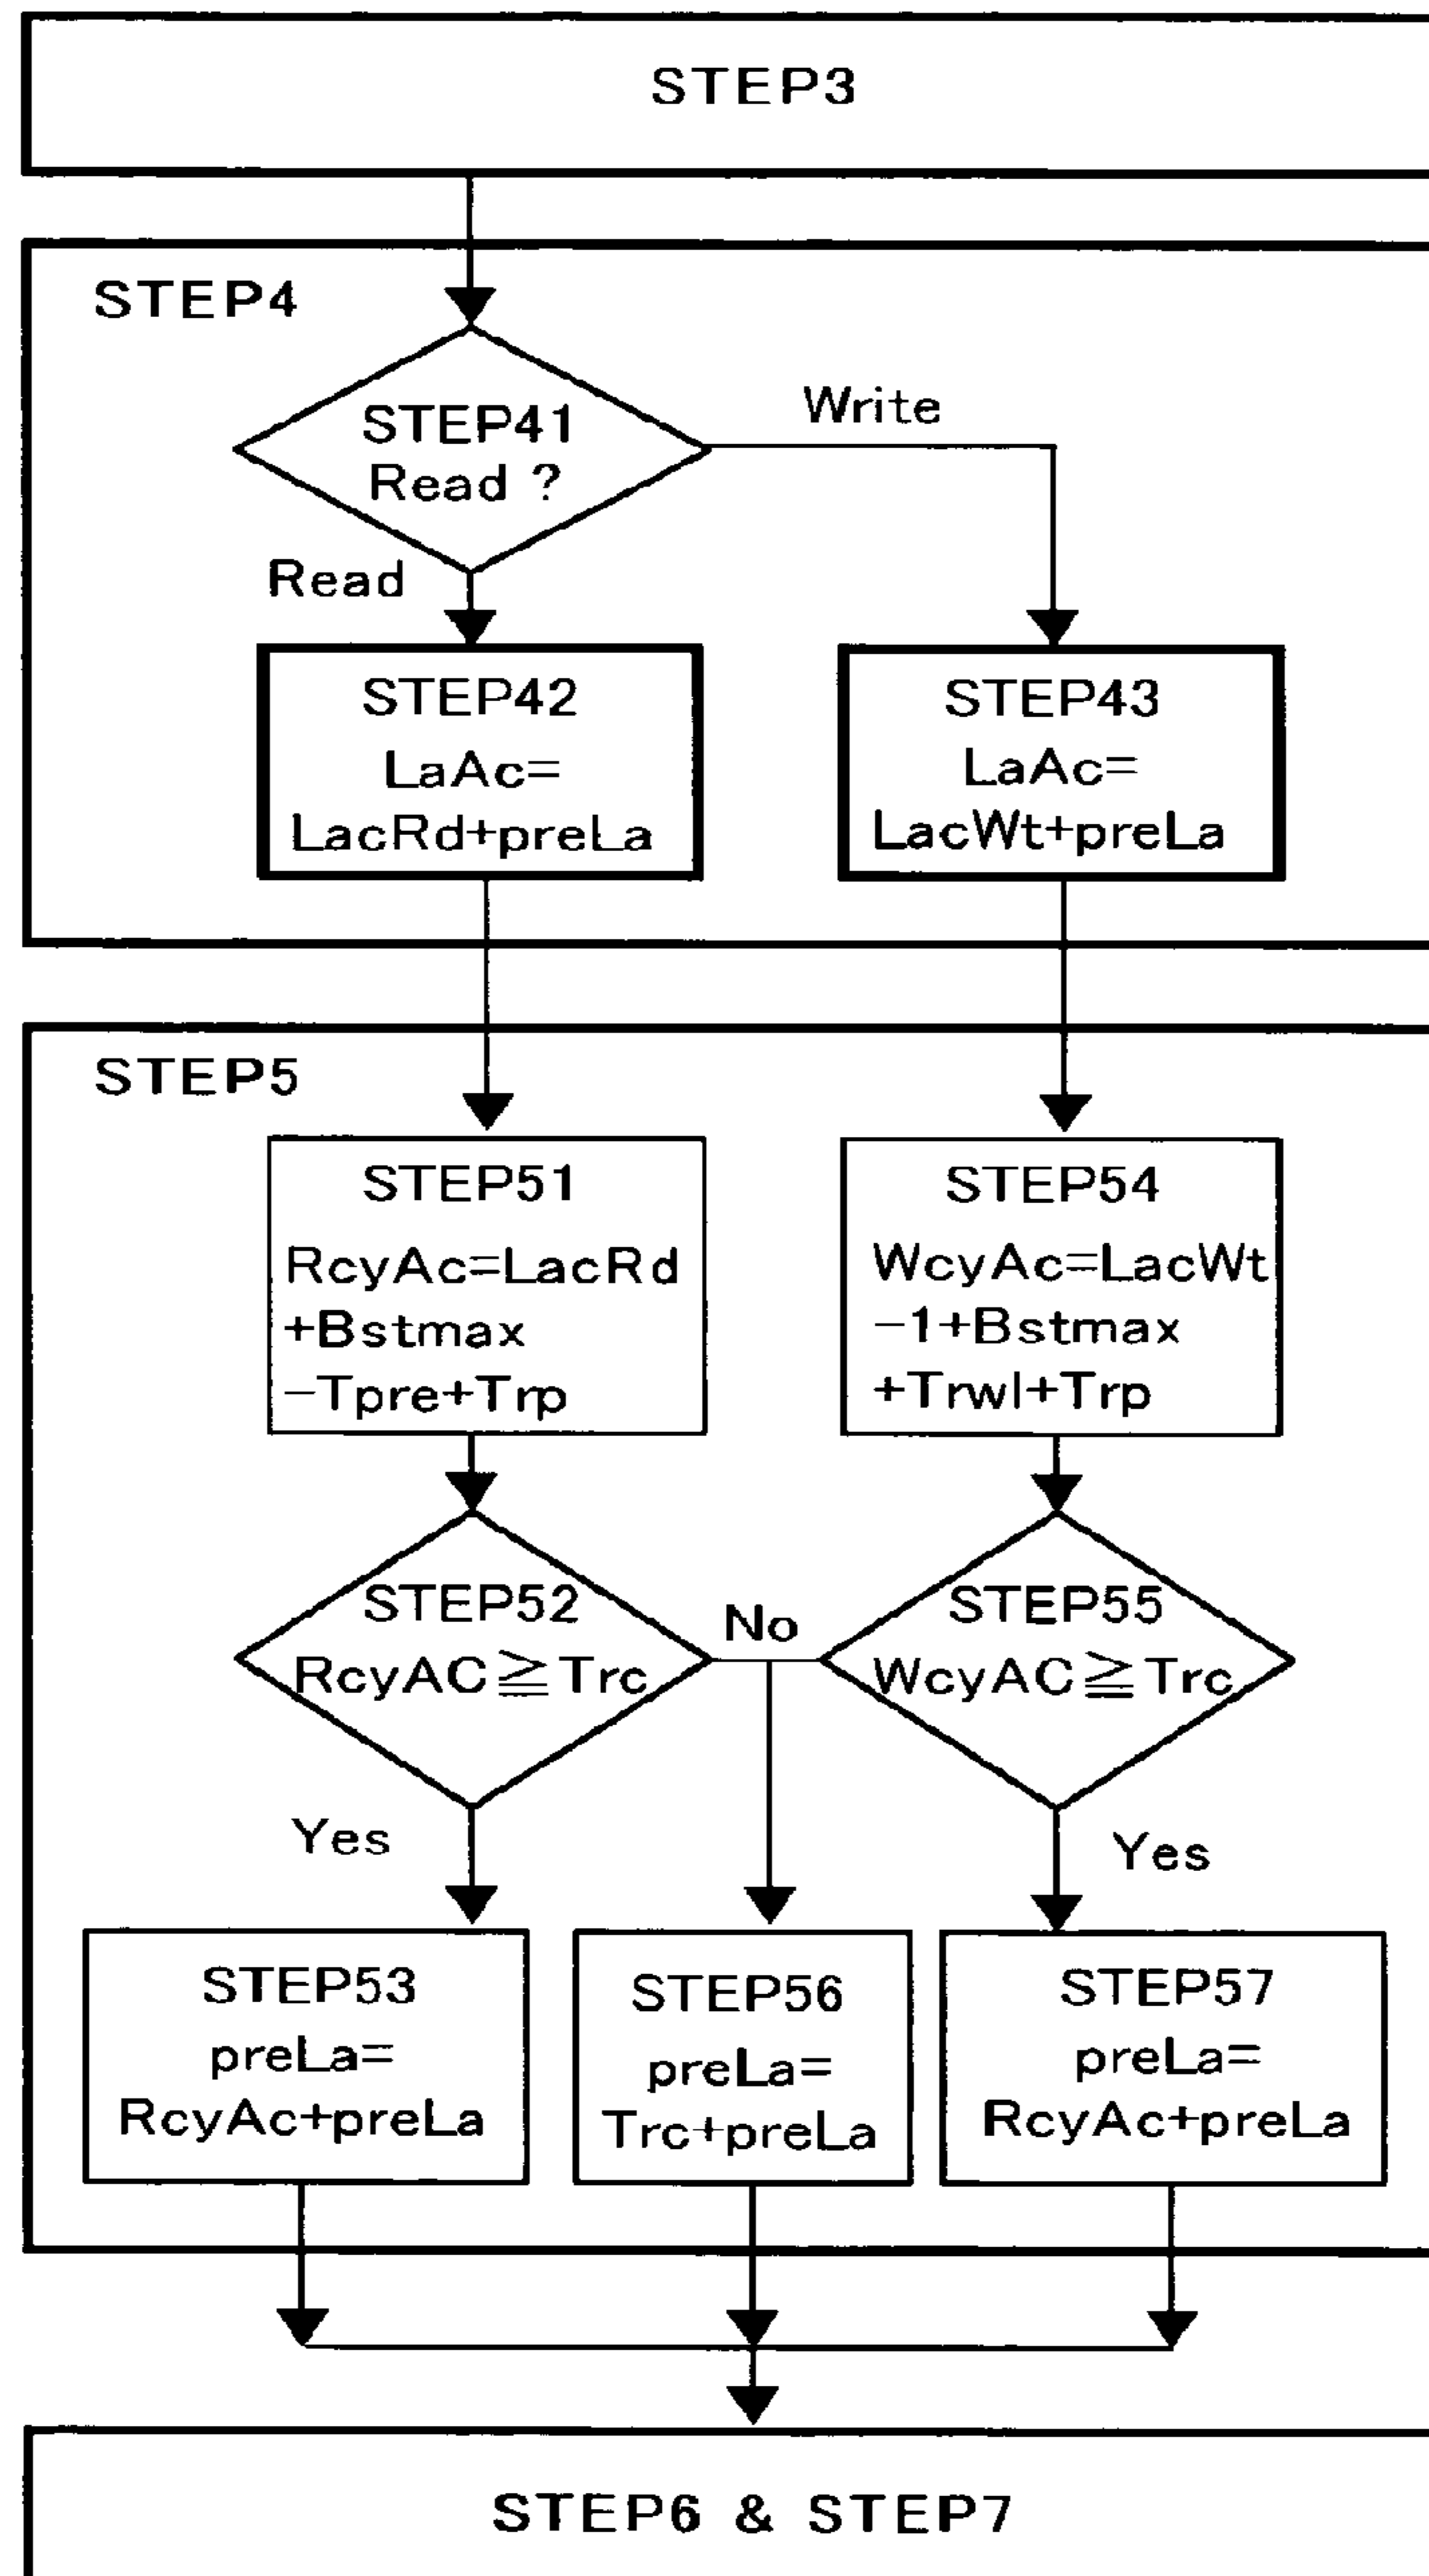 STEP3
STEP4
STEP41
Read ?
Write
Read
STEP42
LaAc=
LacRd+preLa
STEP43
LaAc=
LacWt+preLa
STEP5
STEP51
RcyAc=LacRd
+Bstmax
−Tpre+Trp
STEP54
WcyAc=LacWt
−1+Bstmax
+Trwl+Trp
STEP52
RcyAC≧Trc
No
STEP55
WcyAC≧Trc
Yes
Yes
STEP53
preLa=
RcyAc+preLa
STEP56
preLa=
Trc+preLa
STEP57
preLa=
RcyAc+preLa
STEP6 & STEP7